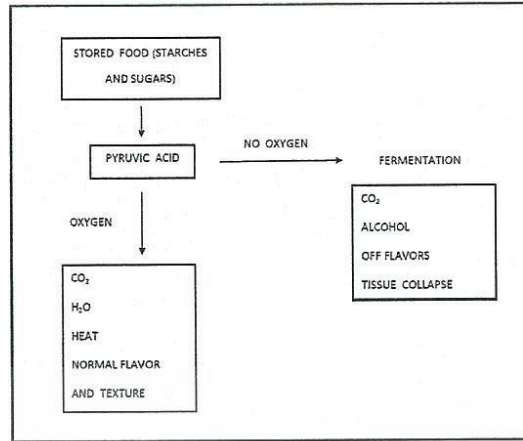 STORED FOOD (STARCHES
AND SUGARS)
PYRUVIC ACID
NO OXYGEN
FERMENTATION
OXYGEN
CO₂
ALCOHOL
OFF FLAVORS
TISSUE COLLAPSE
CO₂
H₂O
HEAT
NORMAL FLAVOR
AND TEXTURE